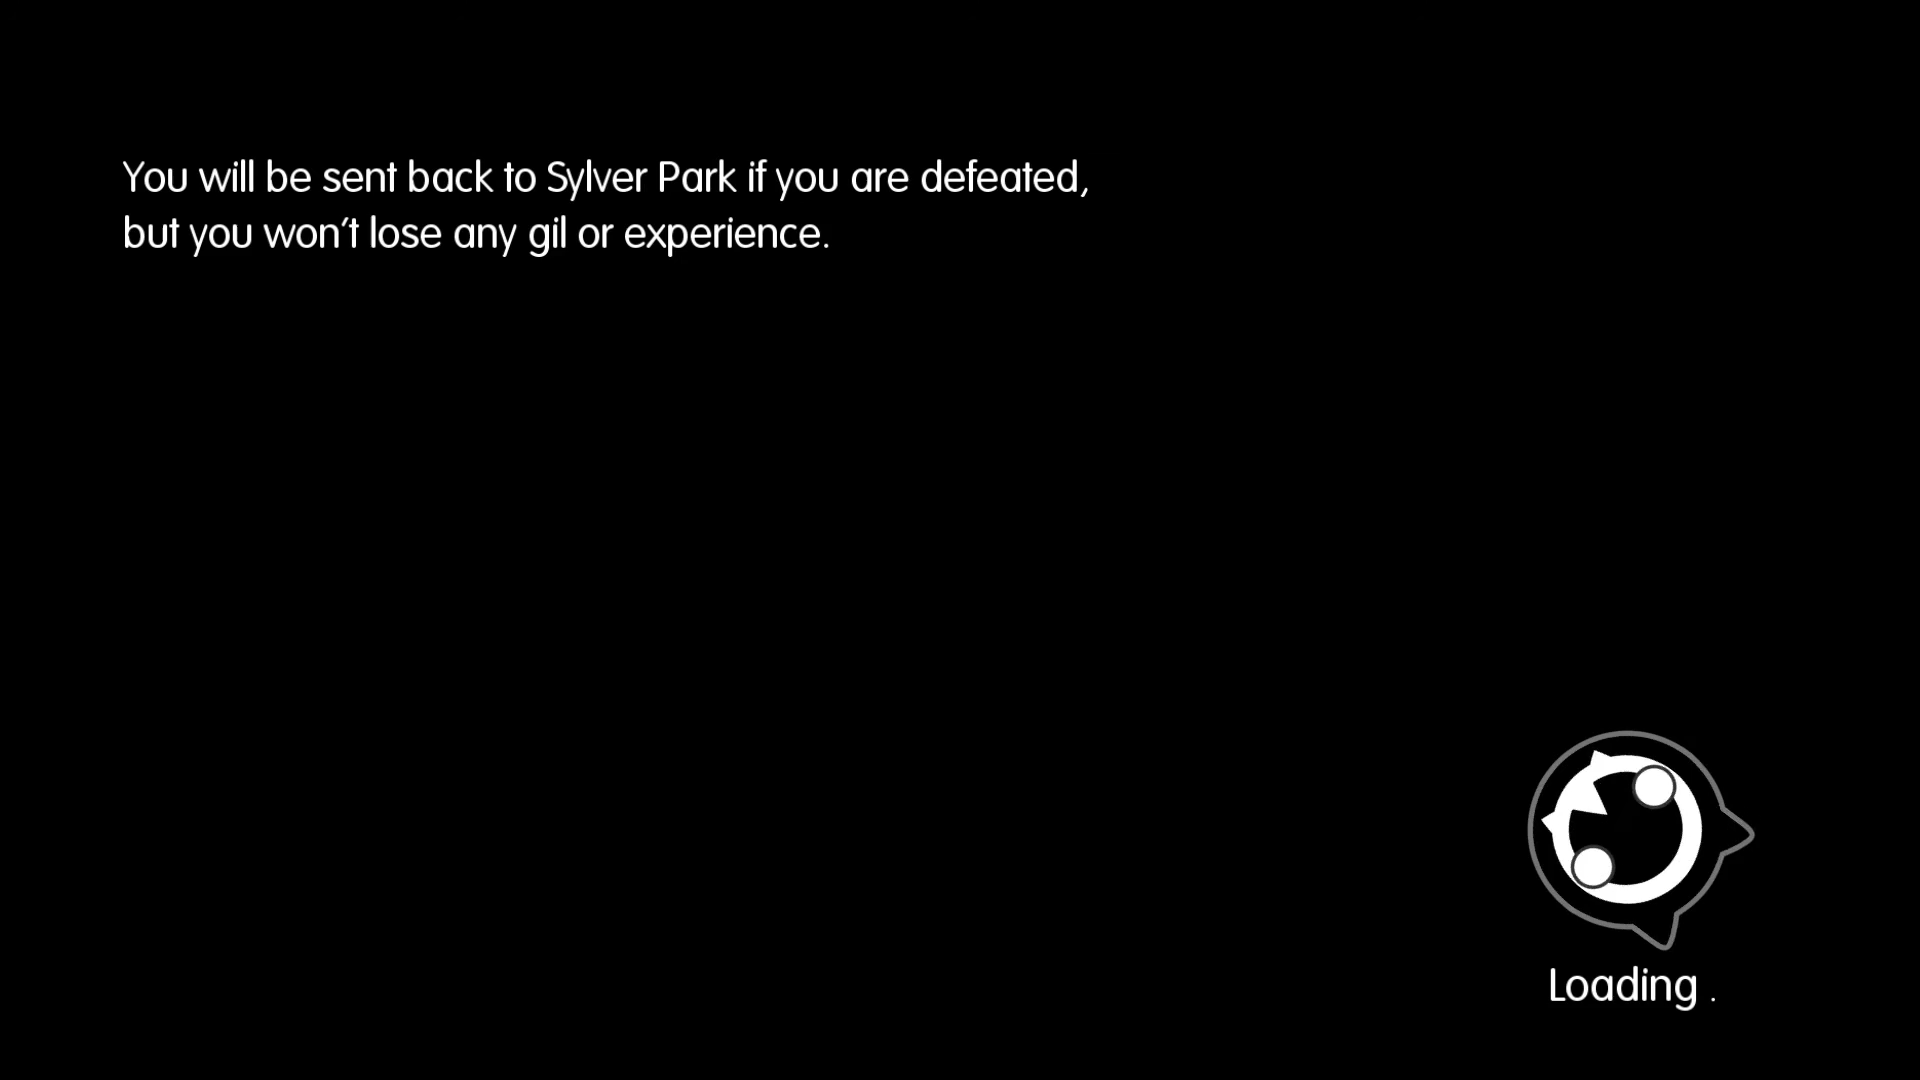 You will be sent back to Sylver Park if you are defeated,
but you won't lose any gil or experience.
Loading .